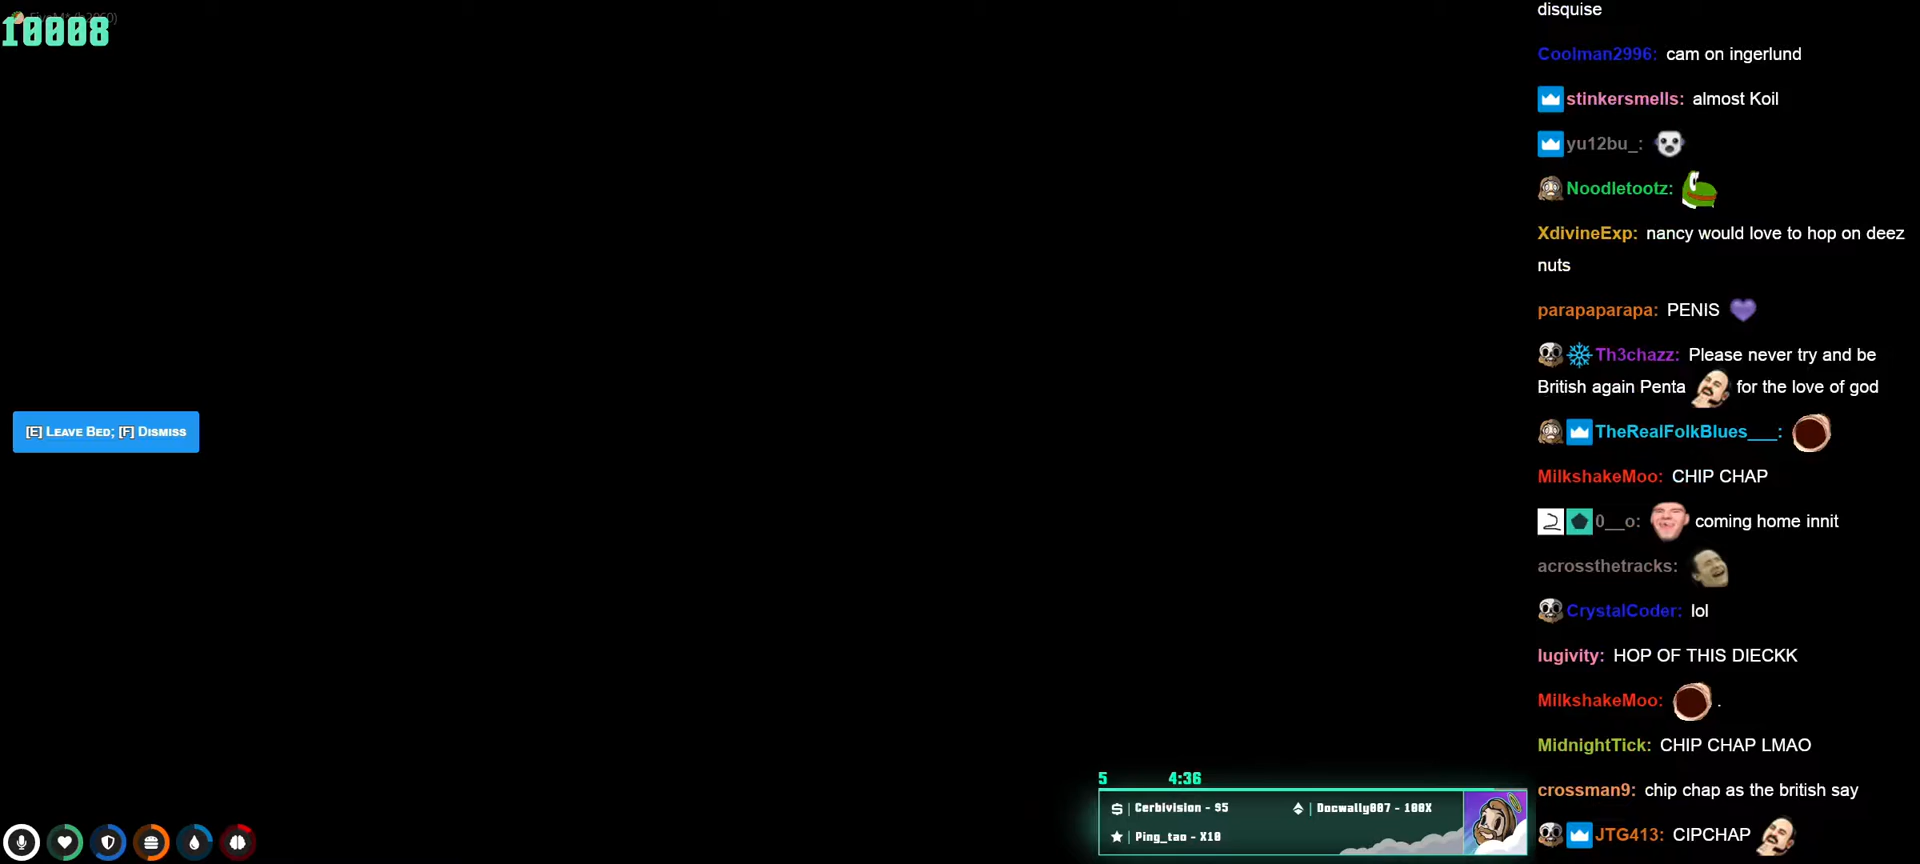 FiveM® (b2060)
10008
[E] LEAVE BED; [F] DISMISS
5 4:36
Cerbivision - 95
Docwally007 - 100X
Ping_tao - X10
disquise
Coolman2996: cam on ingerlund
stinkersmells: almost Koil
yu12bu_:
Noodletootz:
XdivineExp: nancy would love to hop on deez
nuts
parapaparapa: PENIS
Th3chazz: Please never try and be
British again Penta for the love of god
TheRealFolkBlues___:
MilkshakeMoo: CHIP CHAP
0__o: coming home innit
acrossthetracks:
CrystalCoder: lol
lugivity: HOP OF THIS DIECKK
MilkshakeMoo: .
MidnightTick: CHIP CHAP LMAO
crossman9: chip chap as the british say
JTG413: CIPCHAP